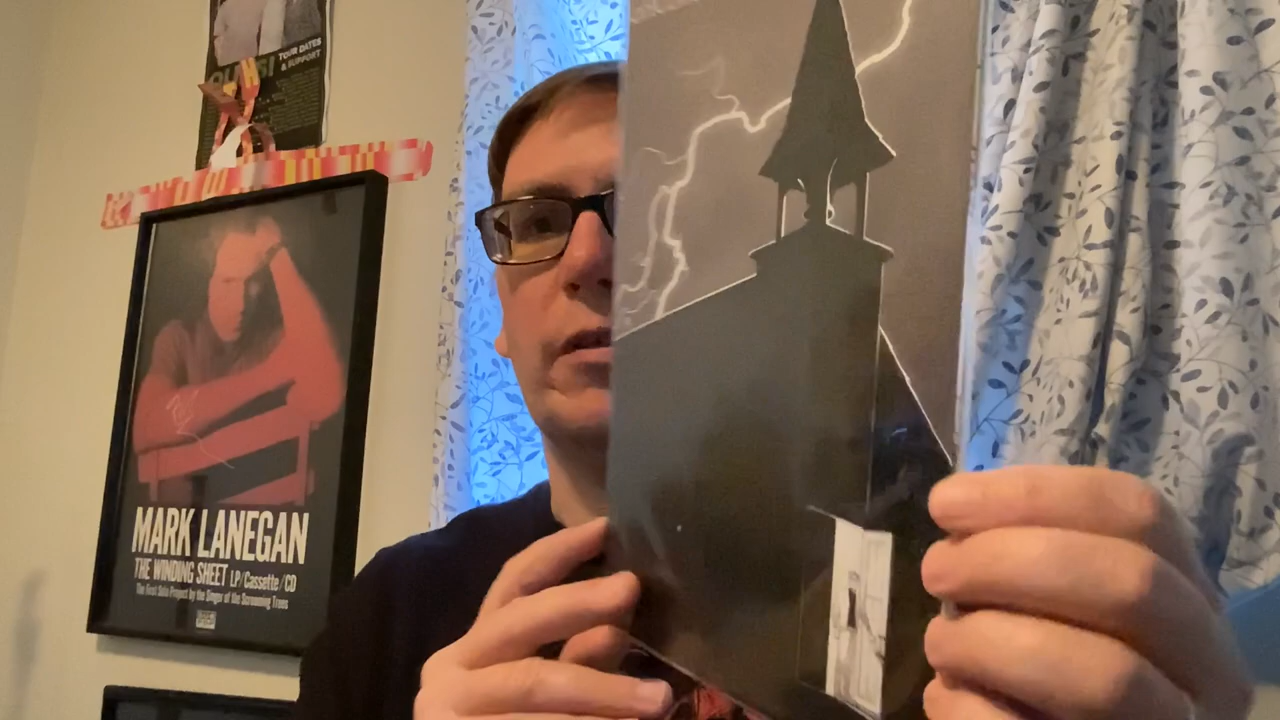 TOUR DATES
& SUPPORT
MARK LANEGAN
THE WINDING SHEET LP/Cassette/CD
The First Solo Project by the Singer of the Screaming Trees